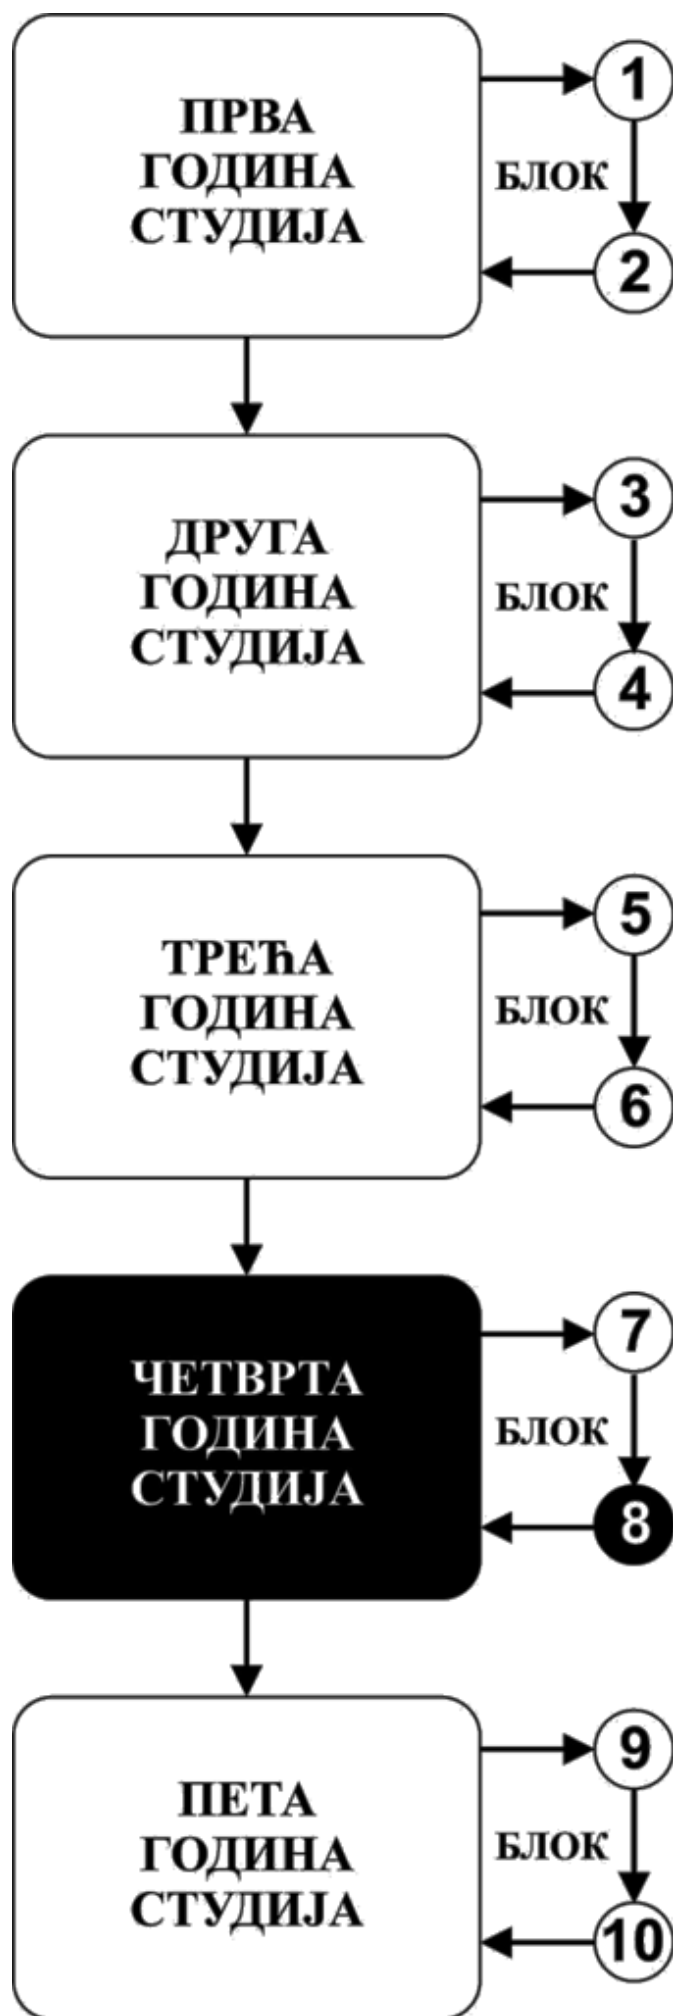 ПРВА
ГОДИНА
СТУДИЈА
1
БЛОК
2
ДРУГА
ГОДИНА
СТУДИЈА
3
БЛОК
4
ТРЕЋА
ГОДИНА
СТУДИЈА
5
БЛОК
6
ЧЕТВРТА
ГОДИНА
СТУДИЈА
7
БЛОК
8
ПЕТА
ГОДИНА
СТУДИЈА
9
БЛОК
10